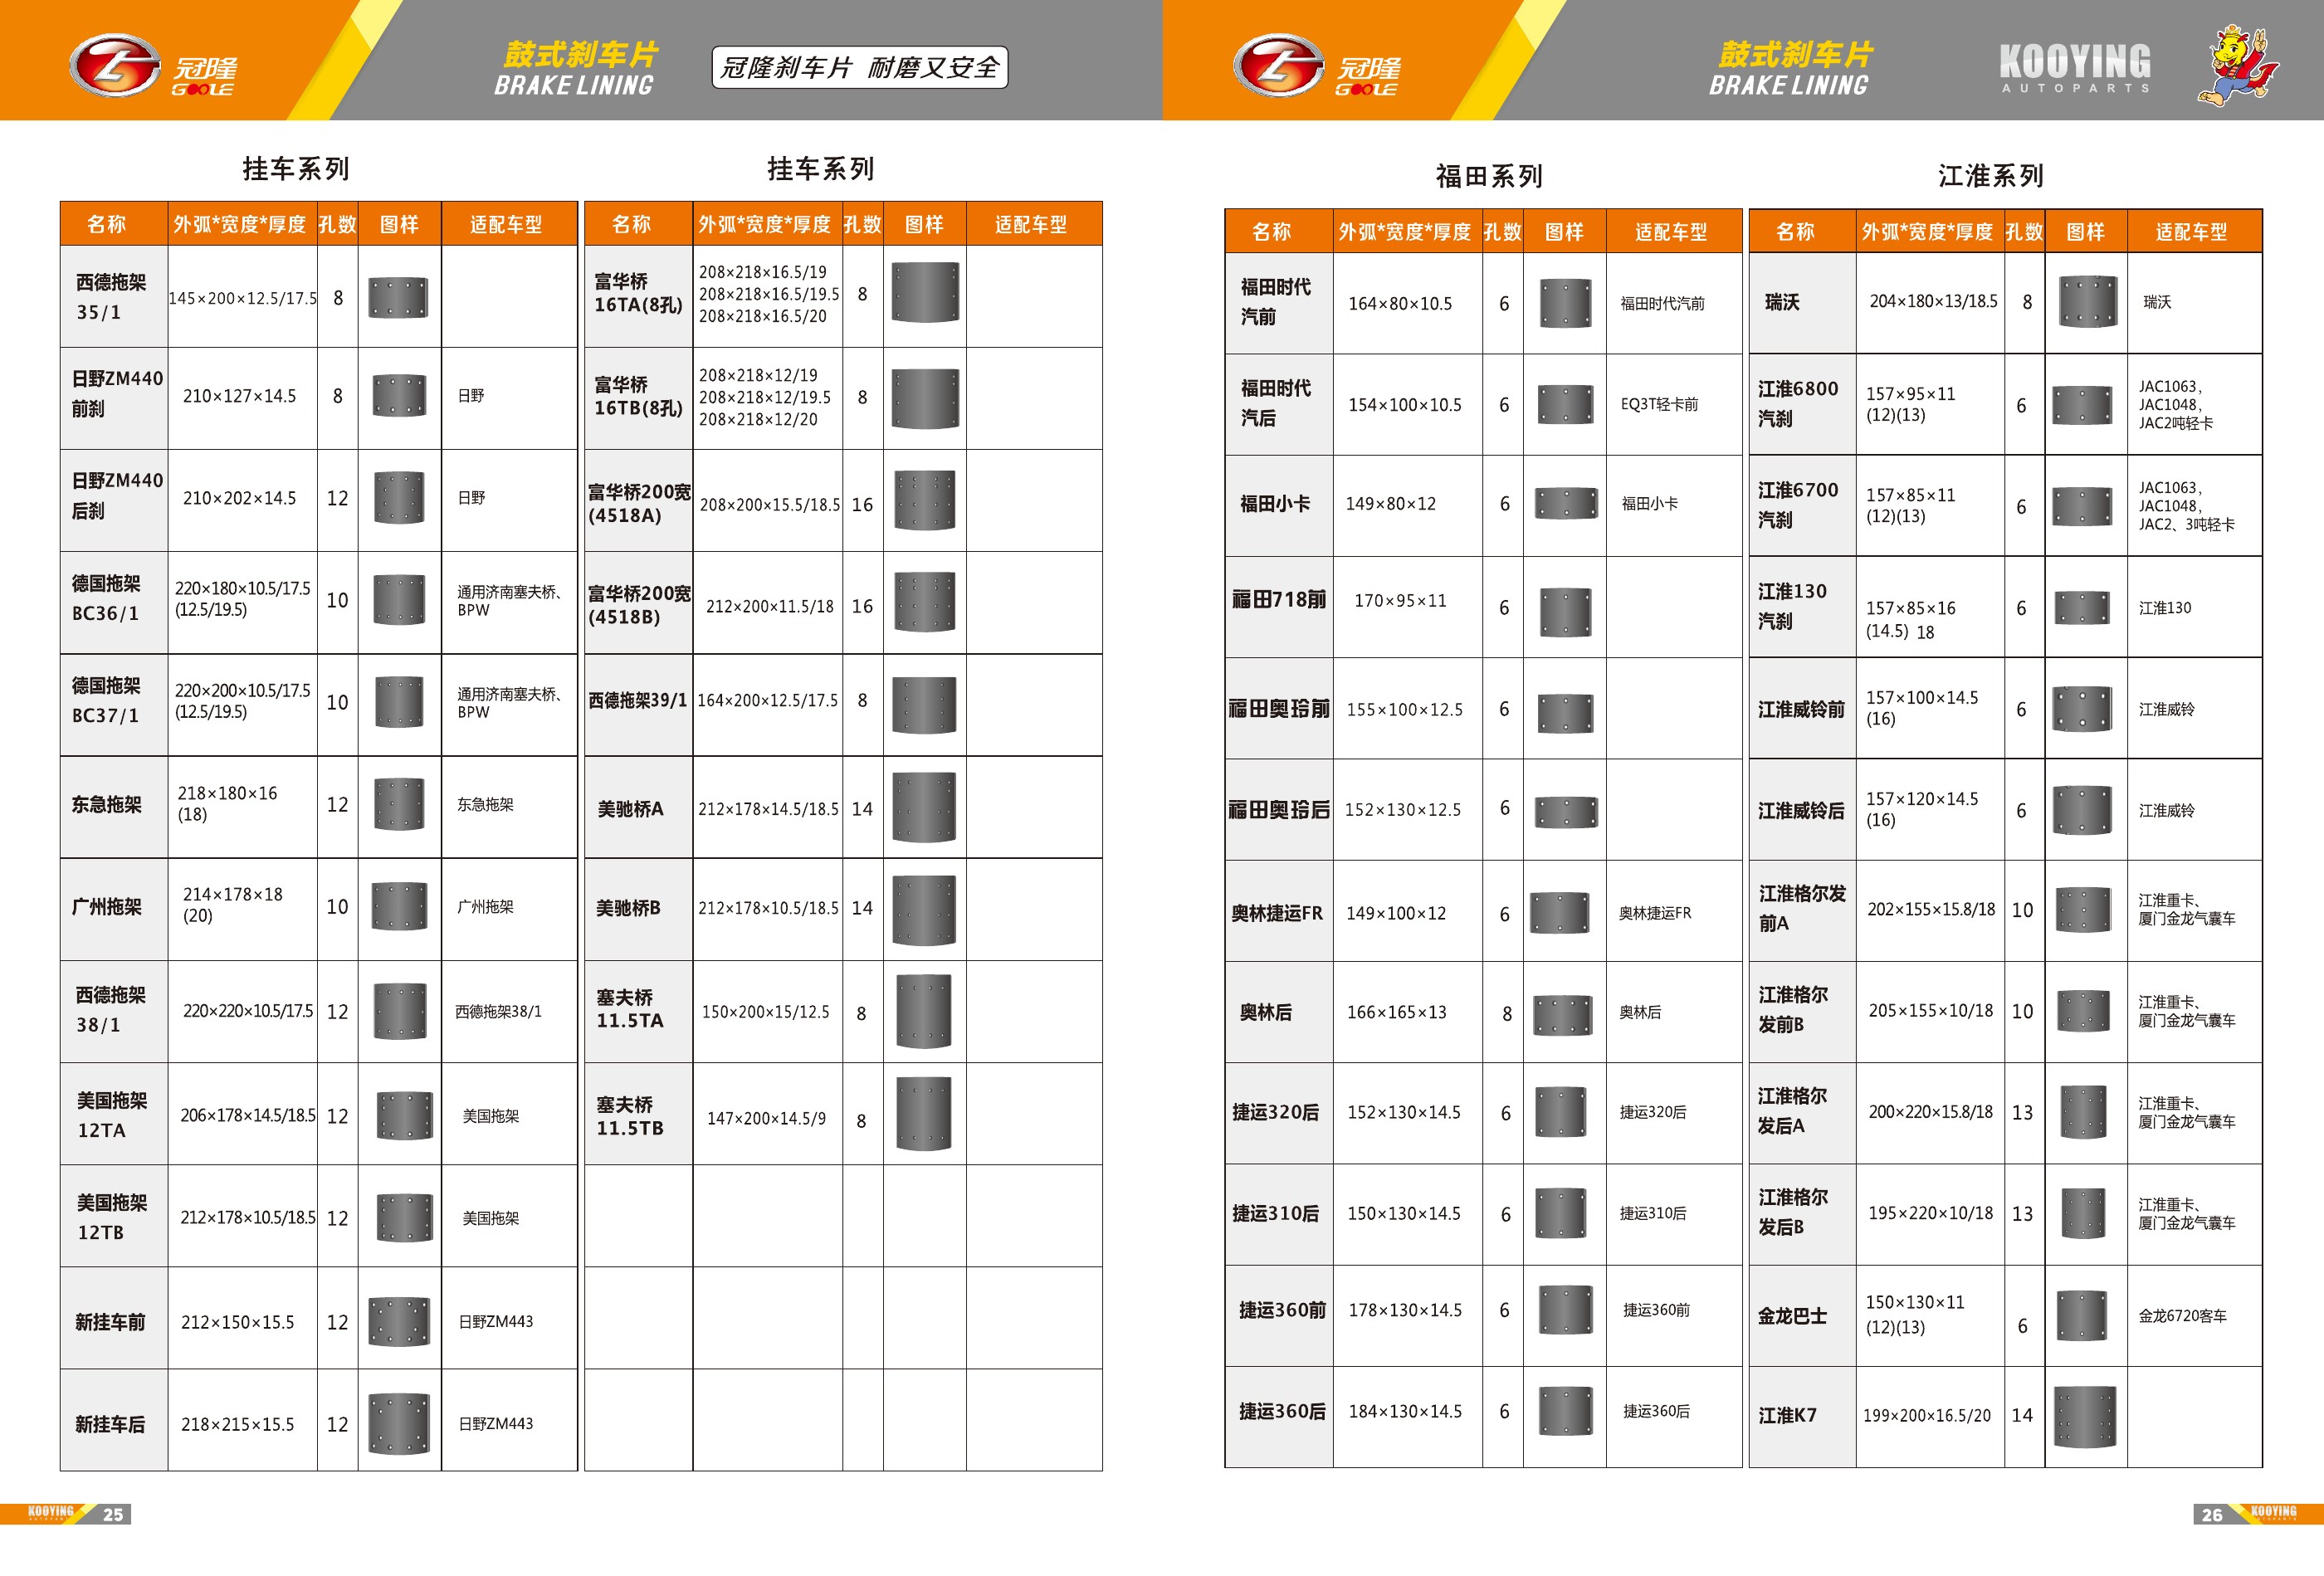 冠隆
GOOLE
鼓式刹车片
BRAKE LINING
冠隆刹车片 耐磨又安全
挂车系列
名称 外弧*宽度*厚度 孔数 图样 适配车型
西德拖架
35/1
145×200×12.5/17.5 8
日野ZM440
前刹
210×127×14.5 8 日野
日野ZM440
后刹
210×202×14.5 12 日野
德国拖架
BC36/1
220×180×10.5/17.5
(12.5/19.5)
10
通用济南塞夫桥、
BPW
德国拖架
BC37/1
220×200×10.5/17.5
(12.5/19.5)
10
通用济南塞夫桥、
BPW
东急拖架
218×180×16
(18)
12 东急拖架
广州拖架
214×178×18
(20)
10 广州拖架
西德拖架
38/1
220×220×10.5/17.5 12 西德拖架38/1
美国拖架
12TA
206×178×14.5/18.5 12 美国拖架
美国拖架
12TB
212×178×10.5/18.5 12 美国拖架
新挂车前 212×150×15.5 12 日野ZM443
新挂车后 218×215×15.5 12 日野ZM443
挂车系列
名称 外弧*宽度*厚度 孔数 图样 适配车型
富华桥
16TA(8孔)
208×218×16.5/19
208×218×16.5/19.5
208×218×16.5/20
8
富华桥
16TB(8孔)
208×218×12/19
208×218×12/19.5
208×218×12/20
8
富华桥200宽
(4518A)
208×200×15.5/18.5 16
富华桥200宽
(4518B)
212×200×11.5/18 16
西德拖架39/1 164×200×12.5/17.5 8
美驰桥A 212×178×14.5/18.5 14
美驰桥B 212×178×10.5/18.5 14
塞夫桥
11.5TA
150×200×15/12.5 8
塞夫桥
11.5TB
147×200×14.5/9 8
KOOYING
25
冠隆
GOOLE
鼓式刹车片
BRAKE LINING
KOOYING
AUTOPARTS
福田系列
名称 外弧*宽度*厚度 孔数 图样 适配车型
福田时代
汽前
164×80×10.5 6 福田时代汽前
福田时代
汽后
154×100×10.5 6 EQ3T轻卡前
福田小卡 149×80×12 6 福田小卡
福田718前 170×95×11 6
福田奥玲前 155×100×12.5 6
福田奥玲后 152×130×12.5 6
奥林捷运FR 149×100×12 6 奥林捷运FR
奥林后 166×165×13 8 奥林后
捷运320后 152×130×14.5 6 捷运320后
捷运310后 150×130×14.5 6 捷运310后
捷运360前 178×130×14.5 6 捷运360前
捷运360后 184×130×14.5 6 捷运360后
江淮系列
名称 外弧*宽度*厚度 孔数 图样 适配车型
瑞沃 204×180×13/18.5 8 瑞沃
江淮6800
汽刹
157×95×11
(12)(13)
6
JAC1063,
JAC1048,
JAC2吨轻卡
江淮6700
汽刹
157×85×11
(12)(13)
6
JAC1063,
JAC1048,
JAC2、3吨轻卡
江淮130
汽刹
157×85×16
(14.5) 18
6 江淮130
江淮威铃前
157×100×14.5
(16)
6 江淮威铃
江淮威铃后
157×120×14.5
(16)
6 江淮威铃
江淮格尔发
前A
202×155×15.8/18 10
江淮重卡、
厦门金龙气囊车
江淮格尔
发前B
205×155×10/18 10
江淮重卡、
厦门金龙气囊车
江淮格尔
发后A
200×220×15.8/18 13
江淮重卡、
厦门金龙气囊车
江淮格尔
发后B
195×220×10/18 13
江淮重卡、
厦门金龙气囊车
金龙巴士
150×130×11
(12)(13)
6 金龙6720客车
江淮K7 199×200×16.5/20 14
26
KOOYING